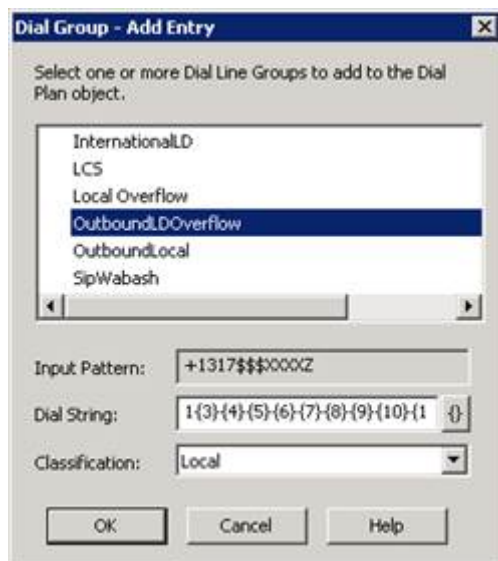 Dial Group - Add Entry
Select one or more Dial Line Groups to add to the Dial
Plan object.
InternationalLD
LCS
Local Overflow
OutboundLDOverflow
OutboundLocal
SipWabash
Input Pattern: +1317$$$XXXXZ
Dial String: 1{3}{4}{5}{6}{7}{8}{9}{10}{1 {}
Classification: Local
OK Cancel Help